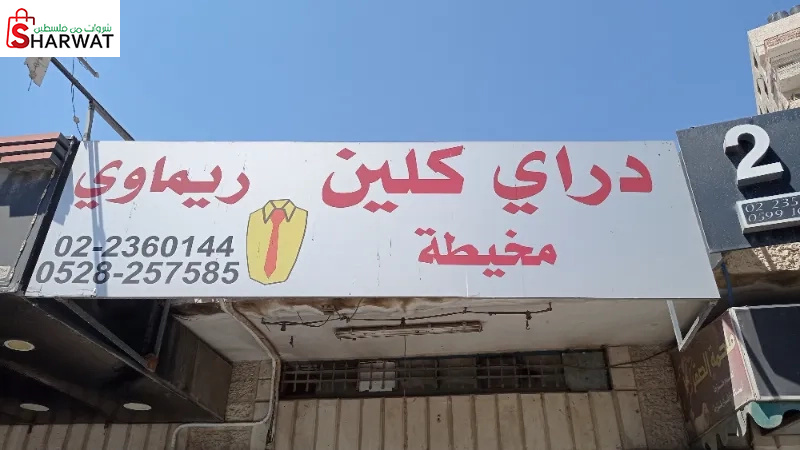 شروات من فلسطين
SHARWAT
دراي كلين ريماوي
مخيطة
02-2360144
0528-257585
2